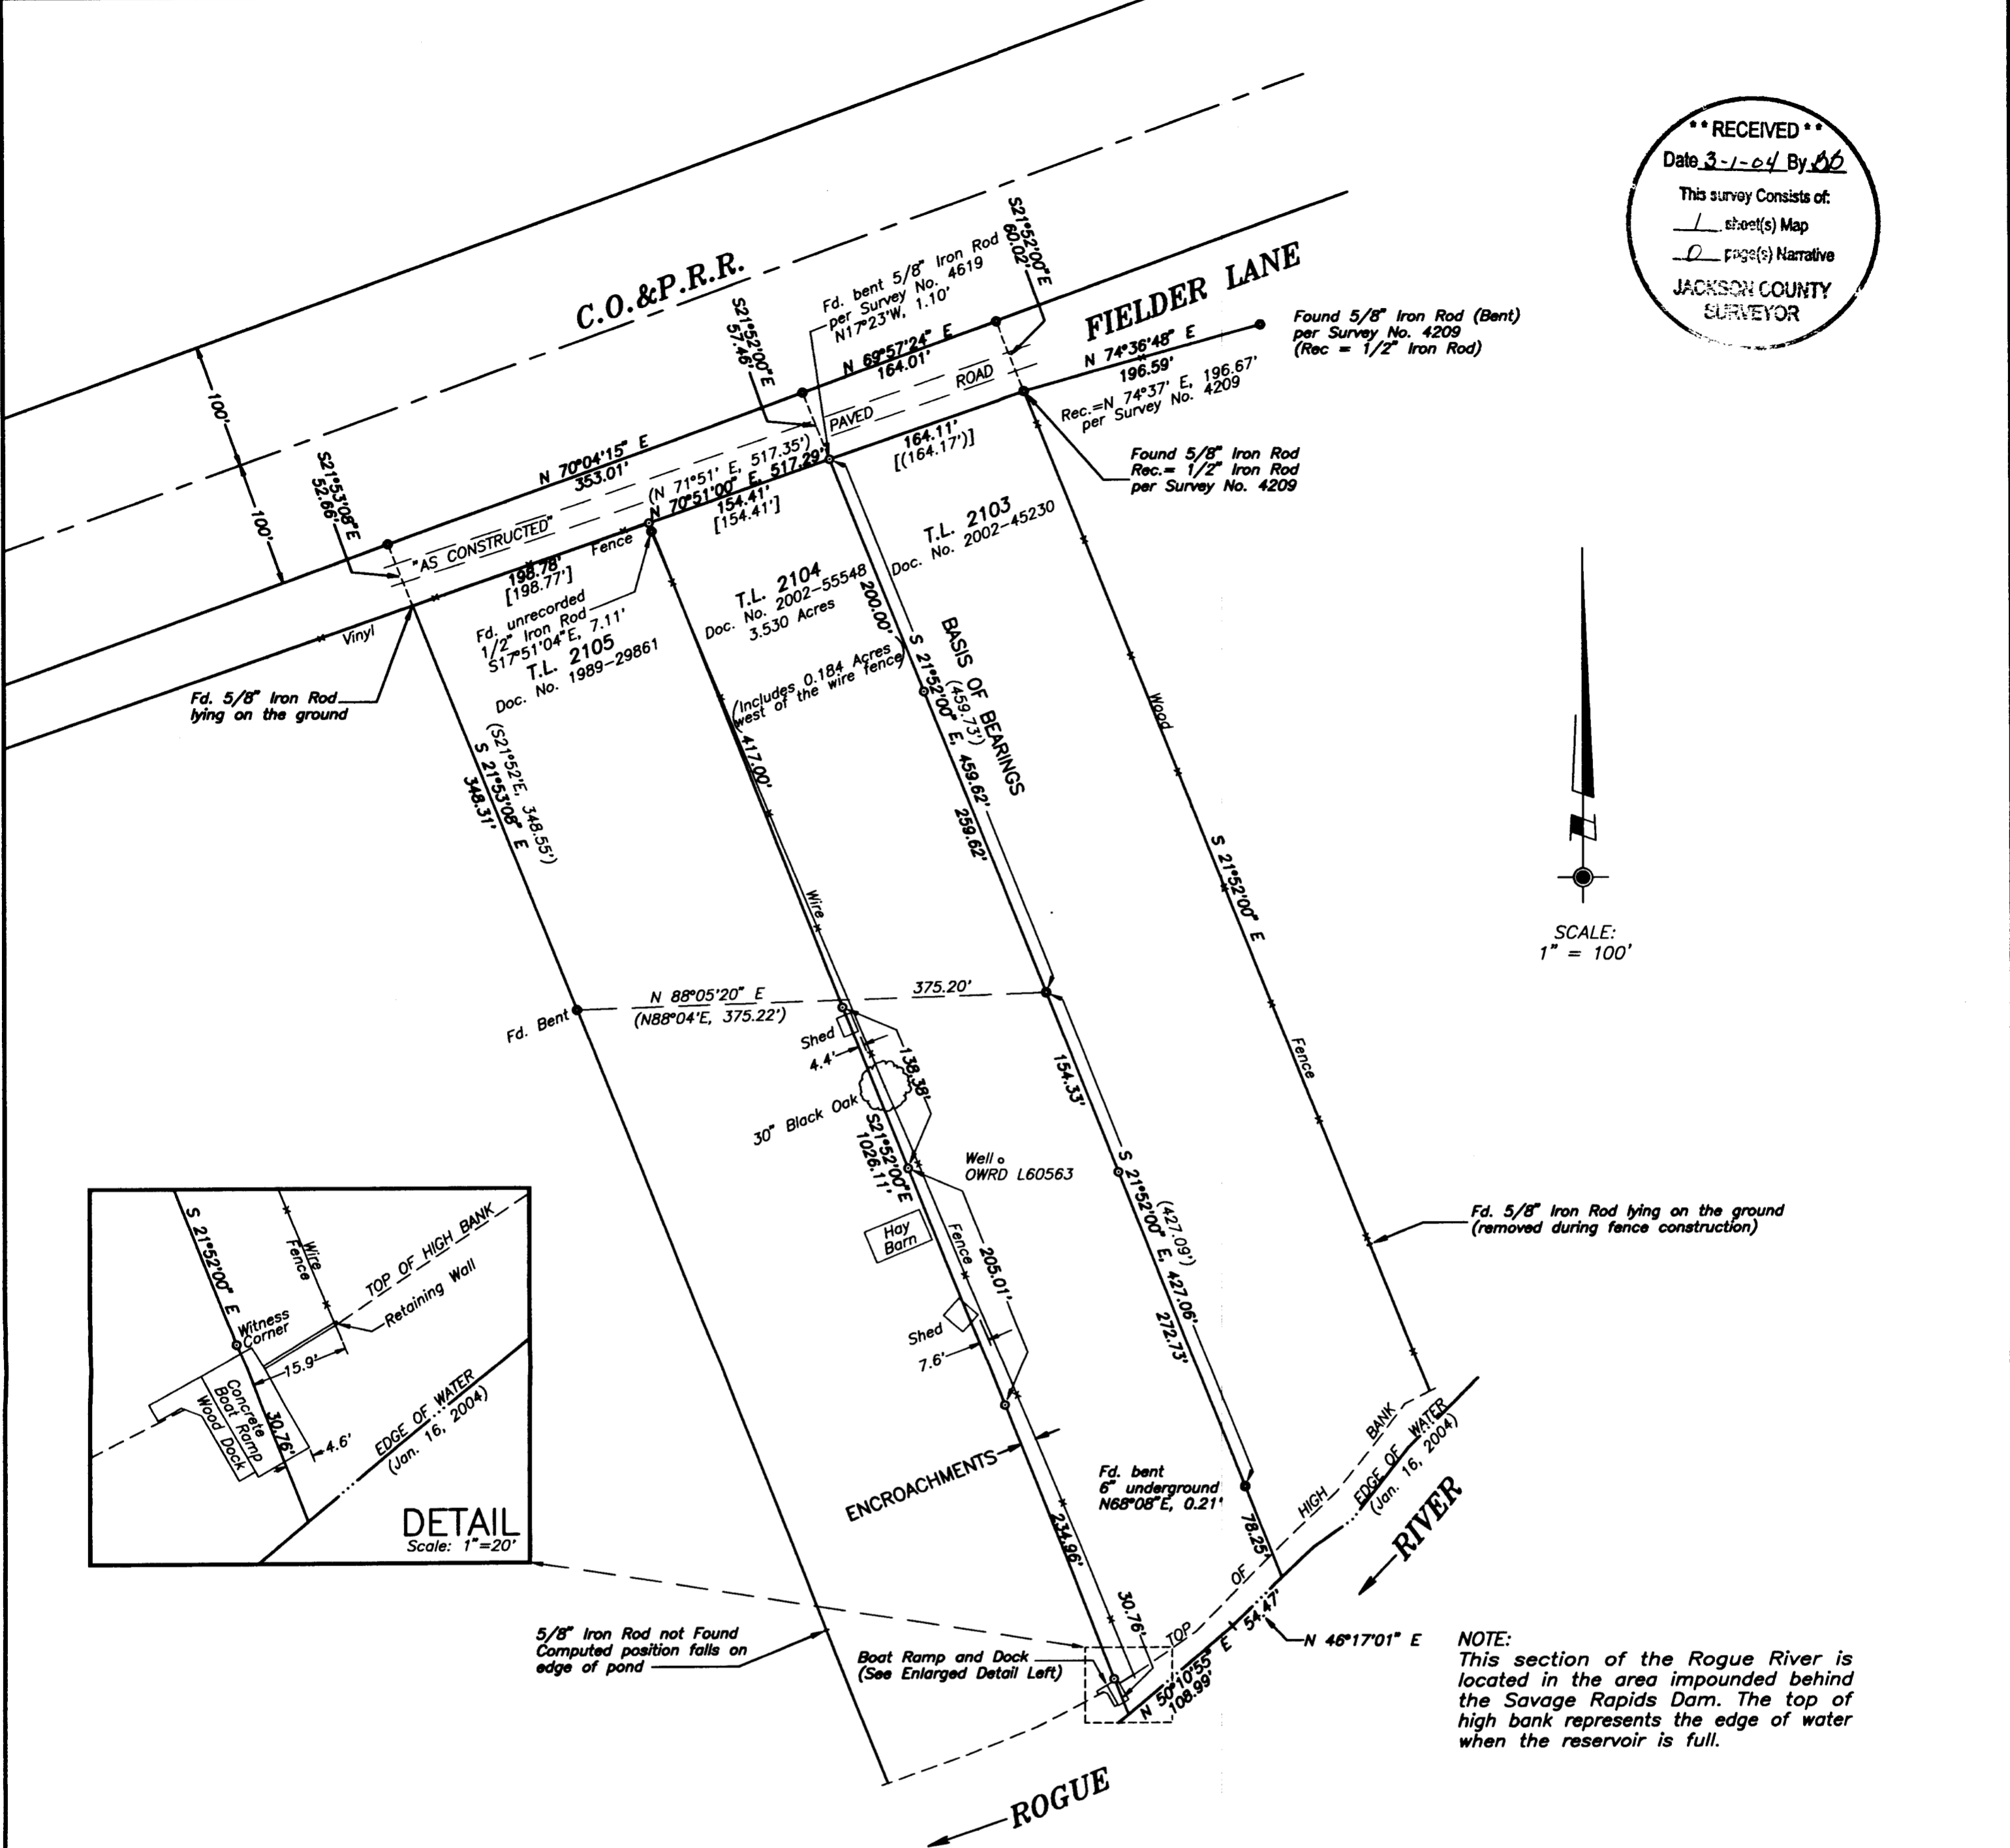 ** RECEIVED **
Date 3-1-04 By BB
This survey Consists of:
1 sheet(s) Map
0 page(s) Narrative
JACKSON COUNTY
SURVEYOR
C.O.&P.R.R.
FIELDER LANE
100'
100'
S21°53'08"E
52.66'
S21°52'00"E
57.46'
S21°52'00"E
60.02'
Fd. bent 5/8" Iron Rod
per Survey No. 4619
N17°23'W, 1.10'
N 69°57'24" E
164.01'
PAVED
ROAD
N 74°36'48" E
196.59'
Rec.=N 74°37' E, 196.67'
per Survey No. 4209
Found 5/8" Iron Rod (Bent)
per Survey No. 4209
(Rec = 1/2" Iron Rod)
Found 5/8" Iron Rod
Rec.= 1/2" Iron Rod
per Survey No. 4209
N 70°04'15" E
353.01'
"AS CONSTRUCTED"
(N 71°51' E, 517.35')
N 70°51'00" E, 517.29'
154.41'
[154.41']
164.11'
[(164.17')]
198.78'
[198.77']
Fence
Vinyl
Fd. unrecorded
1/2" Iron Rod
S17°51'04"E, 7.11'
T.L. 2105
Doc. No. 1989-29861
T.L. 2104
Doc. No. 2002-55548
3.530 Acres
(Includes 0.184 Acres
west of the wire fence)
T.L. 2103
Doc. No. 2002-45230
Fd. 5/8" Iron Rod
lying on the ground
(S21°52'E, 348.55')
S 21°53'08" E
348.31'
417.00'
Wire
200.00'
BASIS OF BEARINGS
(459.73')
S 21°52'00" E, 459.62'
259.62'
Wood
S 21°52'00" E
Fence
SCALE:
1" = 100'
Fd. Bent
N 88°05'20" E
375.20'
(N88°04'E, 375.22')
Shed
4.4'
138.38'
30" Black Oak
S21°52'00"E
1026.11'
Well
OWRD L60563
154.33'
Hay
Barn
Fence
205.01'
Shed
7.6'
(427.09')
S 21°52'00" E, 427.06'
272.73'
Fd. 5/8" Iron Rod lying on the ground
(removed during fence construction)
ENCROACHMENTS
234.96'
Fd. bent
6" underground
N68°08"E, 0.21'
78.25'
30.76'
TOP OF HIGH BANK
EDGE OF WATER
(Jan. 16, 2004)
RIVER
54.47'
N 46°17'01" E
N 50°10'55" E
108.99'
Boat Ramp and Dock
(See Enlarged Detail Left)
5/8" Iron Rod not Found
Computed position falls on
edge of pond
ROGUE
S 21°52'00" E
Wire
Fence
TOP OF HIGH BANK
Retaining Wall
Witness
Corner
15.9'
Concrete
Boat Ramp
Wood Dock
30.76'
4.6'
EDGE OF WATER
(Jan. 16, 2004)
DETAIL
Scale: 1"=20'
NOTE:
This section of the Rogue River is
located in the area impounded behind
the Savage Rapids Dam. The top of
high bank represents the edge of water
when the reservoir is full.